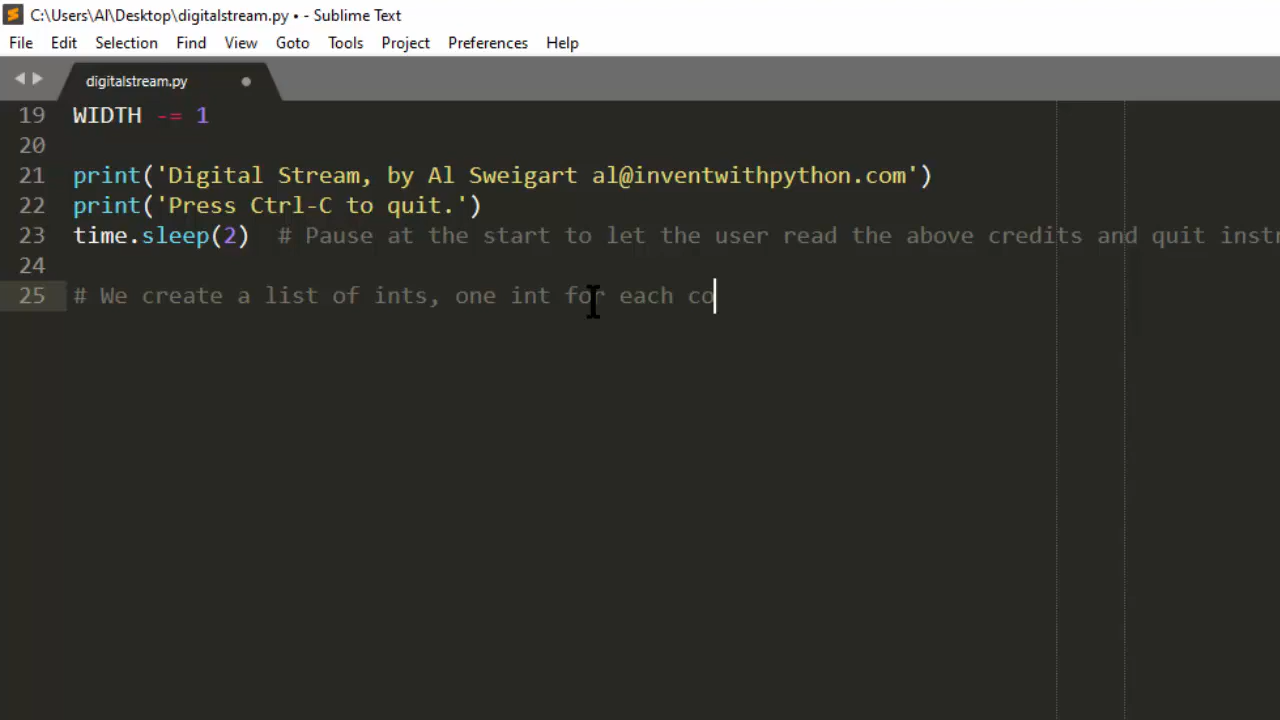 C:\Users\Al\Desktop\digitalstream.py • - Sublime Text
File Edit Selection Find View Goto Tools Project Preferences Help
digitalstream.py
19 WIDTH -= 1
20
21 print('Digital Stream, by Al Sweigart al@inventwithpython.com')
22 print('Press Ctrl-C to quit.')
23 time.sleep(2)  # Pause at the start to let the user read the above credits and quit instr
24
25 # We create a list of ints, one int for each co